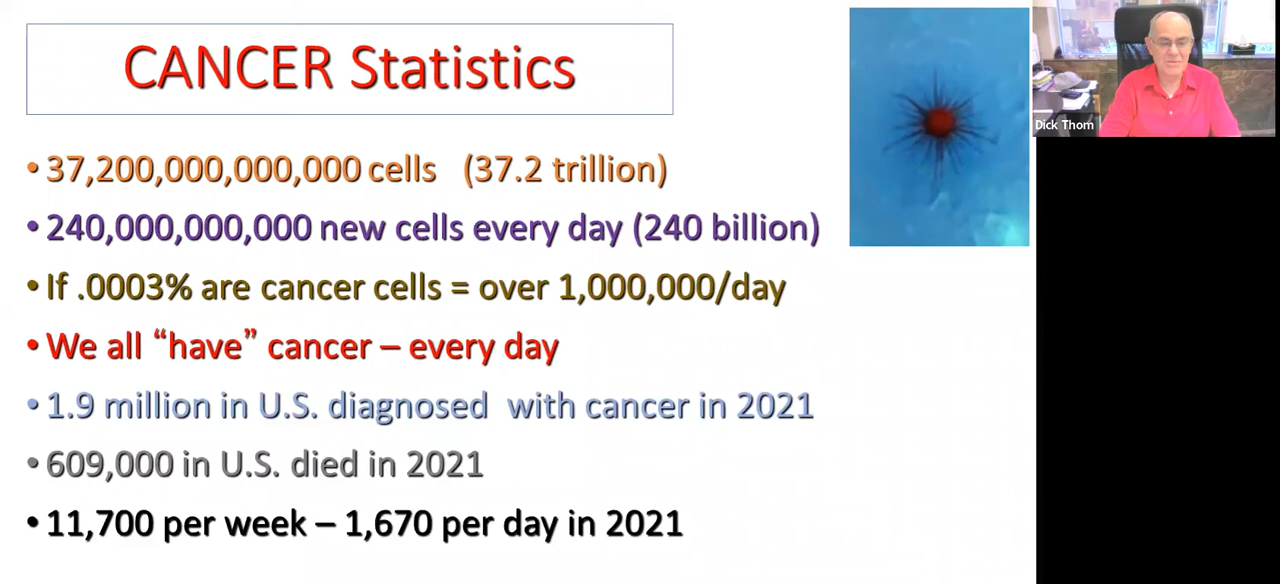 CANCER Statistics
Dick Thom
• 37,200,000,000,000 cells (37.2 trillion)
• 240,000,000,000 new cells every day (240 billion)
• If .0003% are cancer cells = over 1,000,000/day
• We all “have” cancer – every day
• 1.9 million in U.S. diagnosed with cancer in 2021
• 609,000 in U.S. died in 2021
• 11,700 per week – 1,670 per day in 2021